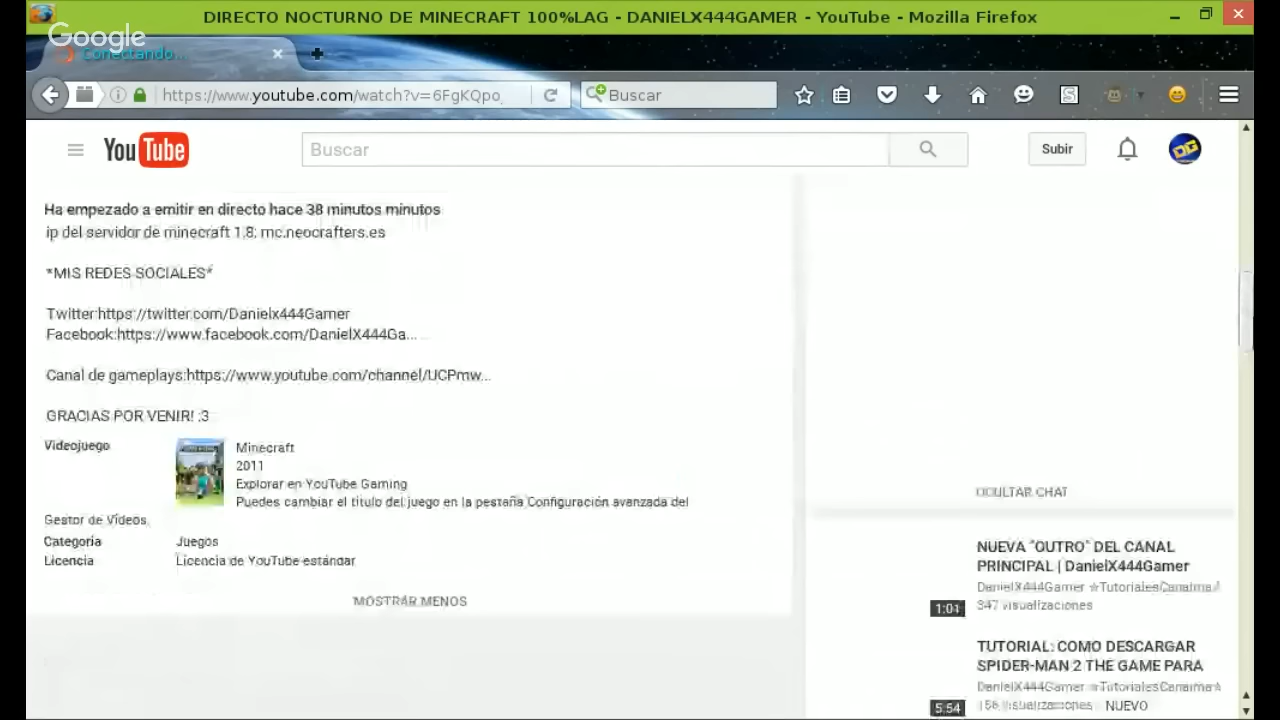 DIRECTO NOCTURNO DE MINECRAFT 100%LAG - DANIELX444GAMER - YouTube - Mozilla Firefox
Google
Conectando...
https://www.youtube.com/watch?v=6FgKQpo
Buscar
YouTube
Buscar
Subir
DG
Ha empezado a emitir en directo hace 38 minutos minutos
ip del servidor de minecraft 1.8: mc.neocrafters.es
*MIS REDES SOCIALES*
Twitter:https://twitter.com/Danielx444Gamer
Facebook:https://www.facebook.com/DanielX444Ga...
Canal de gameplays:https://www.youtube.com/channel/UCPmw...
GRACIAS POR VENIR! :3
Videojuego
Minecraft
2011
Explorar en YouTube Gaming
Puedes cambiar el título del juego en la pestaña Configuración avanzada del
Gestor de Vídeos.
Categoría Juegos
Licencia Licencia de YouTube estándar
MOSTRAR MENOS
OCULTAR CHAT
NUEVA "OUTRO" DEL CANAL
PRINCIPAL | DanielX444Gamer
DanielX444Gamer ☆TutorialesCanaima
347 visualizaciones
1:01
TUTORIAL: COMO DESCARGAR
SPIDER-MAN 2 THE GAME PARA
DanielX444Gamer ☆TutorialesCanaima
156 visualizaciones NUEVO
5:54